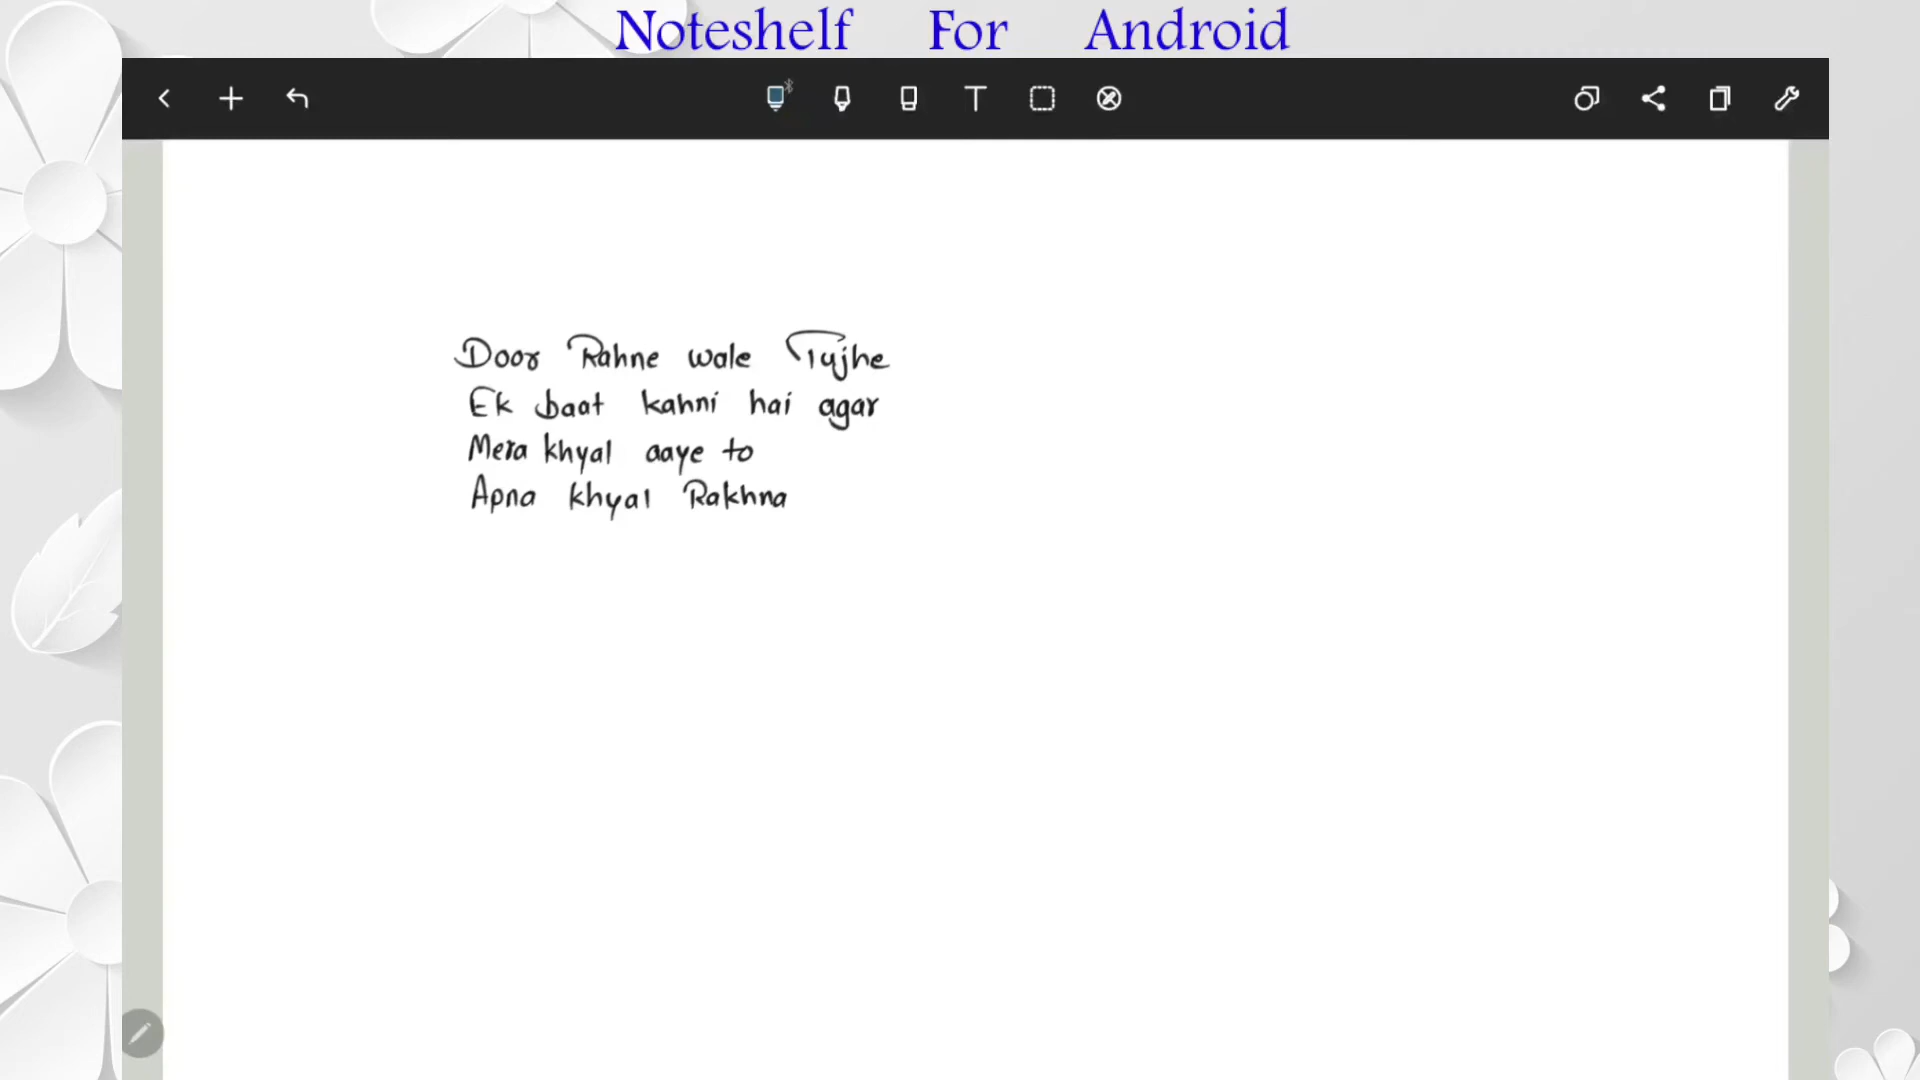 Noteshelf For Android
Door Rahne wale Tujhe
Ek baat kahni hai agar
Mera khyal aaye to
Apna khyal Rakhna